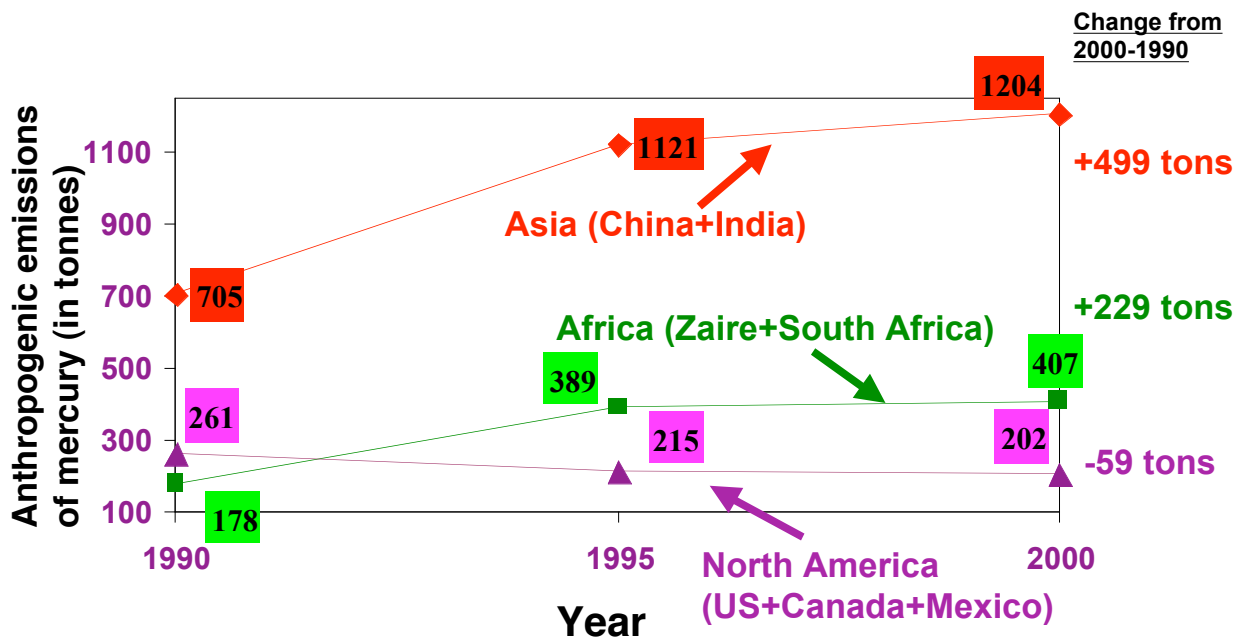 Change from
2000-1990
1204
1100
1121
+499 tons
900
Asia (China+India)
700
705
+229 tons
Africa (Zaire+South Africa)
500
389
407
261
300
215
202
-59 tons
100
178
1990
1995
2000
North America
(US+Canada+Mexico)
Year
Anthropogenic emissions
of mercury (in tonnes)